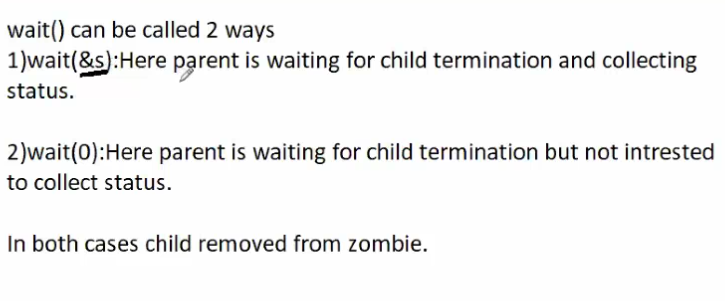 wait() can be called 2 ways
1)wait(&s):Here parent is waiting for child termination and collecting
status.
2)wait(0):Here parent is waiting for child termination but not intrested
to collect status.
In both cases child removed from zombie.